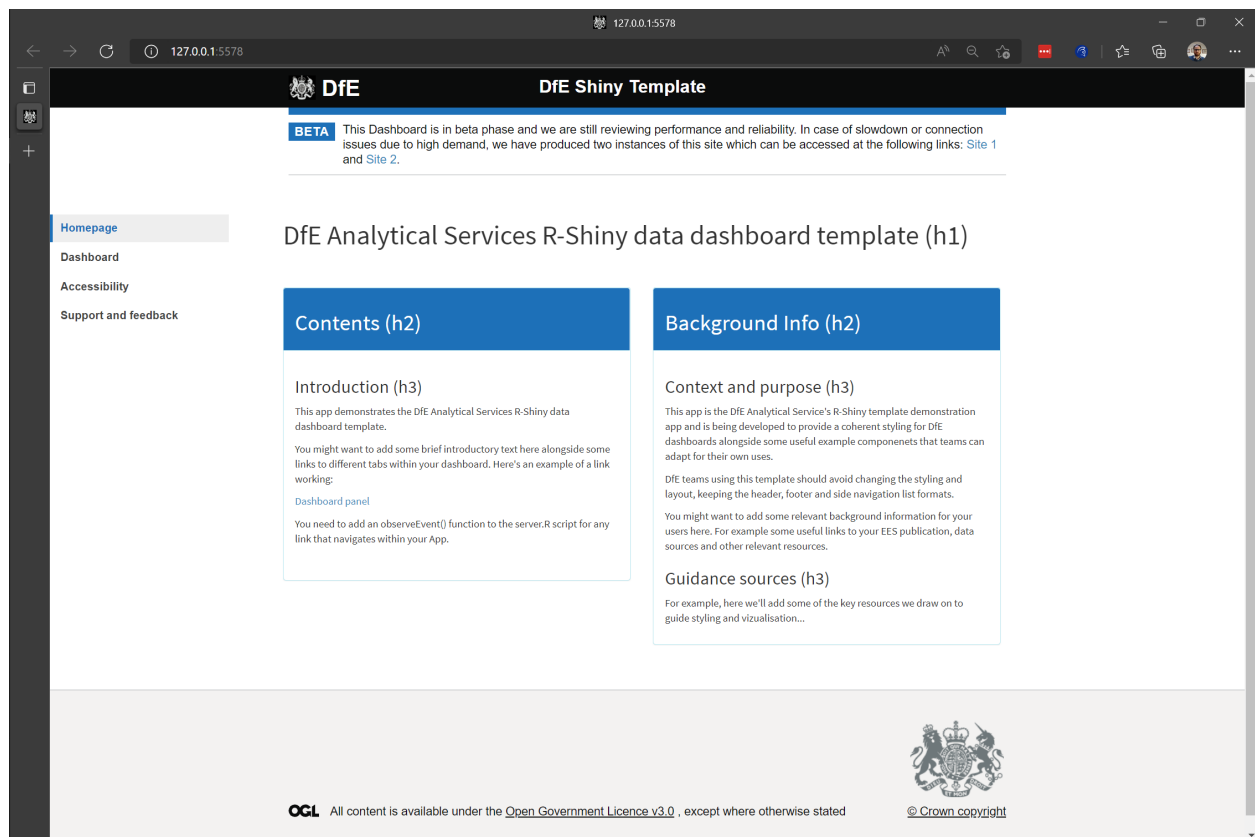 127.0.0.1:5578
127.0.0.1:5578
DfE
DfE Shiny Template
BETA
This Dashboard is in beta phase and we are still reviewing performance and reliability. In case of slowdown or connection
issues due to high demand, we have produced two instances of this site which can be accessed at the following links: Site 1
and Site 2.
Homepage
Dashboard
Accessibility
Support and feedback
DfE Analytical Services R-Shiny data dashboard template (h1)
Contents (h2)
Introduction (h3)
This app demonstrates the DfE Analytical Services R-Shiny data
dashboard template.
You might want to add some brief introductory text here alongside some
links to different tabs within your dashboard. Here's an example of a link
working:
Dashboard panel
You need to add an observeEvent() function to the server.R script for any
link that navigates within your App.
Background Info (h2)
Context and purpose (h3)
This app is the DfE Analytical Service's R-Shiny template demonstration
app and is being developed to provide a coherent styling for DfE
dashboards alongside some useful example componenets that teams can
adapt for their own uses.
DfE teams using this template should avoid changing the styling and
layout, keeping the header, footer and side navigation list formats.
You might want to add some relevant background information for your
users here. For example some useful links to your EES publication, data
sources and other relevant resources.
Guidance sources (h3)
For example, here we'll add some of the key resources we draw on to
guide styling and vizualisation...
OGL All content is available under the Open Government Licence v3.0 , except where otherwise stated
© Crown copyright